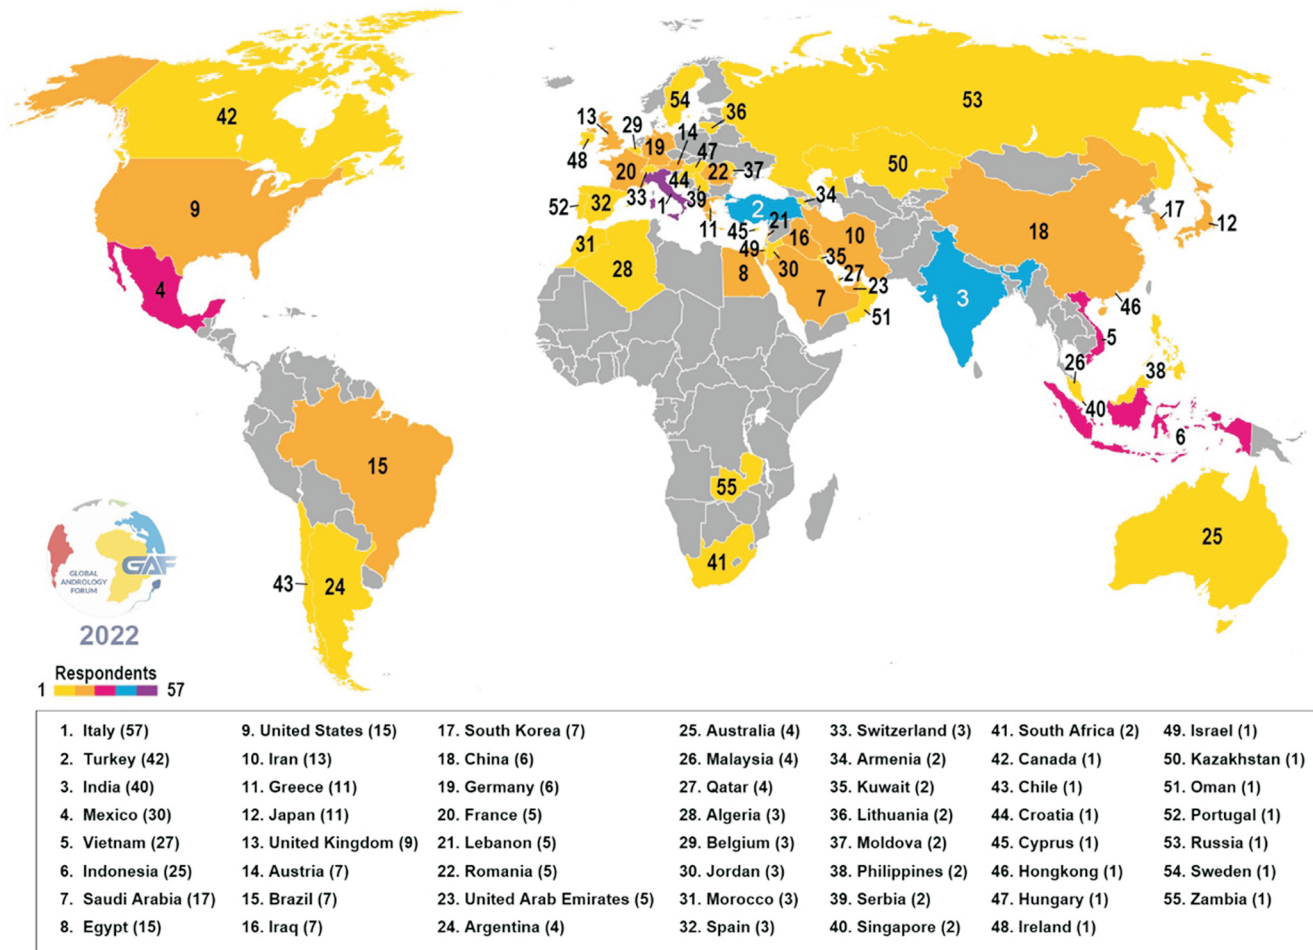 42
54
53
36
13
29
14
19
47
48
50
20
22
37
44
33
39
34
9
52
32
1
2
17
12
11
45
21
16
10
18
31
49
35
4
28
8
30
27
3
46
7
23
5
51
26
38
40
6
15
55
25
41
43
24
GLOBAL
ANDROLOGY
FORUM
GAF
2022
Respondents
1 57
1. Italy (57)
2. Turkey (42)
3. India (40)
4. Mexico (30)
5. Vietnam (27)
6. Indonesia (25)
7. Saudi Arabia (17)
8. Egypt (15)
9. United States (15)
10. Iran (13)
11. Greece (11)
12. Japan (11)
13. United Kingdom (9)
14. Austria (7)
15. Brazil (7)
16. Iraq (7)
17. South Korea (7)
18. China (6)
19. Germany (6)
20. France (5)
21. Lebanon (5)
22. Romania (5)
23. United Arab Emirates (5)
24. Argentina (4)
25. Australia (4)
26. Malaysia (4)
27. Qatar (4)
28. Algeria (3)
29. Belgium (3)
30. Jordan (3)
31. Morocco (3)
32. Spain (3)
33. Switzerland (3)
34. Armenia (2)
35. Kuwait (2)
36. Lithuania (2)
37. Moldova (2)
38. Philippines (2)
39. Serbia (2)
40. Singapore (2)
41. South Africa (2)
42. Canada (1)
43. Chile (1)
44. Croatia (1)
45. Cyprus (1)
46. Hongkong (1)
47. Hungary (1)
48. Ireland (1)
49. Israel (1)
50. Kazakhstan (1)
51. Oman (1)
52. Portugal (1)
53. Russia (1)
54. Sweden (1)
55. Zambia (1)